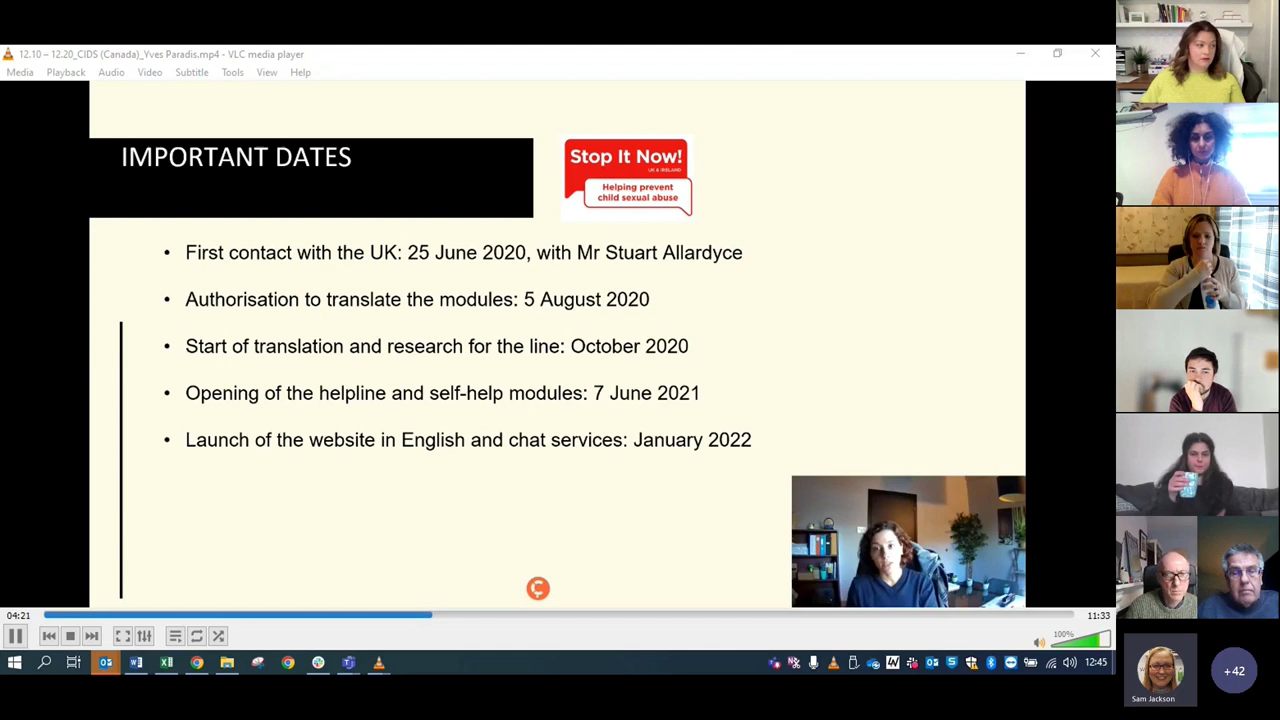 12.10 – 12.20_CIDS (Canada)_Yves Paradis.mp4 - VLC media player
Media Playback Audio Video Subtitle Tools View Help
IMPORTANT DATES
Stop It Now!
UK & IRELAND
Helping prevent
child sexual abuse
• First contact with the UK: 25 June 2020, with Mr Stuart Allardyce
• Authorisation to translate the modules: 5 August 2020
• Start of translation and research for the line: October 2020
• Opening of the helpline and self-help modules: 7 June 2021
• Launch of the website in English and chat services: January 2022
04:21
11:33
100%
12:45
Sam Jackson
+42